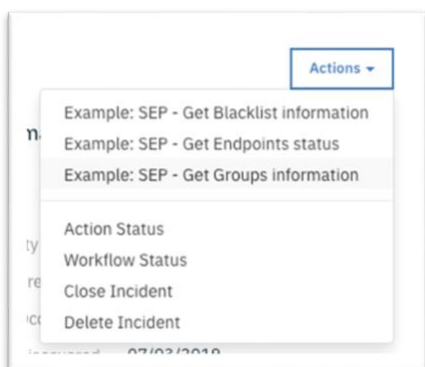 Actions
Example: SEP - Get Blacklist information
Example: SEP - Get Endpoints status
Example: SEP - Get Groups information
Action Status
Workflow Status
Close Incident
Delete Incident
07/03/2019